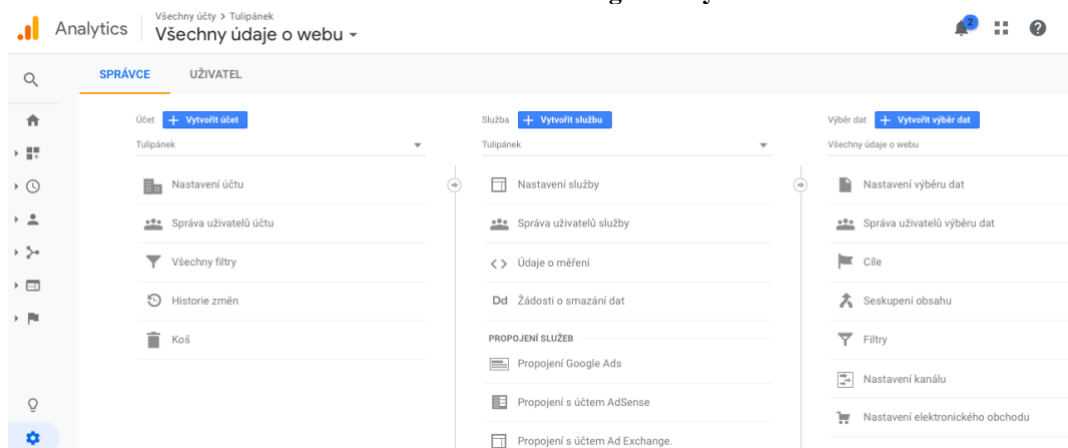 Všechny účty > Tulipánek
Analytics
Všechny údaje o webu
2
SPRÁVCE
UŽIVATEL
Účet
+ Vytvořit účet
Tulipánek
Nastavení účtu
Správa uživatelů účtu
Všechny filtry
Historie změn
Koš
Služba
+ Vytvořit službu
Tulipánek
Nastavení služby
Správa uživatelů služby
Údaje o měření
Dd Žádosti o smazání dat
PROPOJENÍ SLUŽEB
Propojení Google Ads
Propojení s účtem AdSense
Propojení s účtem Ad Exchange.
Výběr dat
+ Vytvořit výběr dat
Všechny údaje o webu
Nastavení výběru dat
Správa uživatelů výběru dat
Cíle
Seskupení obsahu
Filtry
Nastavení kanálu
Nastavení elektronického obchodu